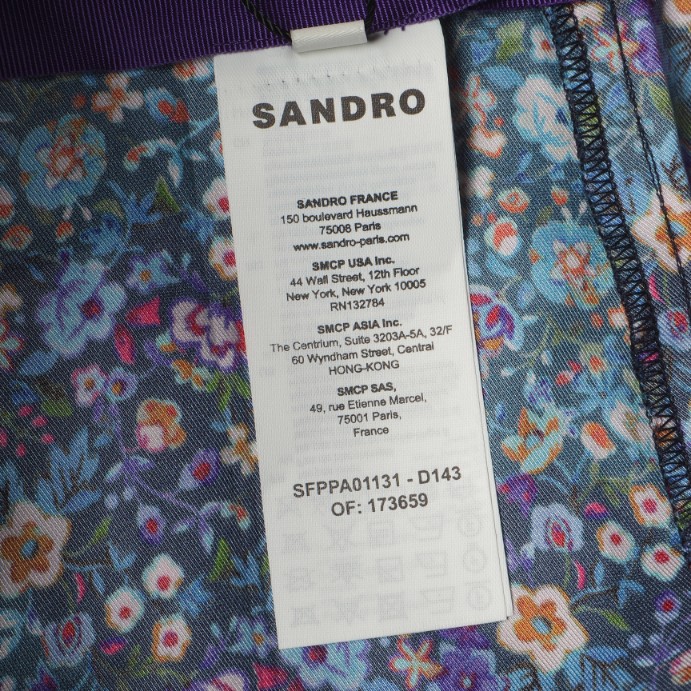 SANDRO
SANDRO FRANCE
150 boulevard Haussmann
75008 Paris
www.sandro-paris.com
SMCP USA Inc.
44 Wall Street, 12th Floor
New York, New York 10005
RN132784
SMCP ASIA Inc.
The Centrium, Suite 3203A-5A, 32/F
60 Wyndham Street, Central
HONG-KONG
SMCP SAS,
49, rue Etienne Marcel,
75001 Paris,
France
SFPPA01131 - D143
OF: 173659